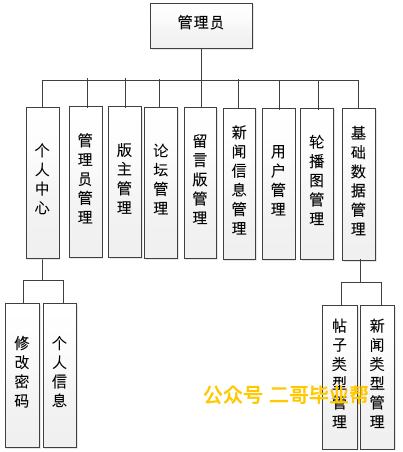 管理员
个人中心
管理员管理
版主管理
论坛管理
留言版管理
新闻信息管理
用户管理
轮播图管理
基础数据管理
修改密码
个人信息
帖子类型管理
新闻类型管理
公众号 二哥毕业帮